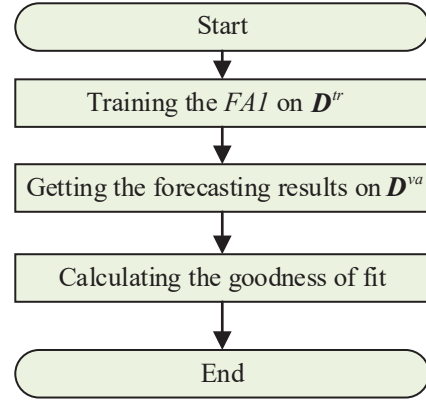 Start
Training the FA1 on D^tr
Getting the forecasting results on D^va
Calculating the goodness of fit
End